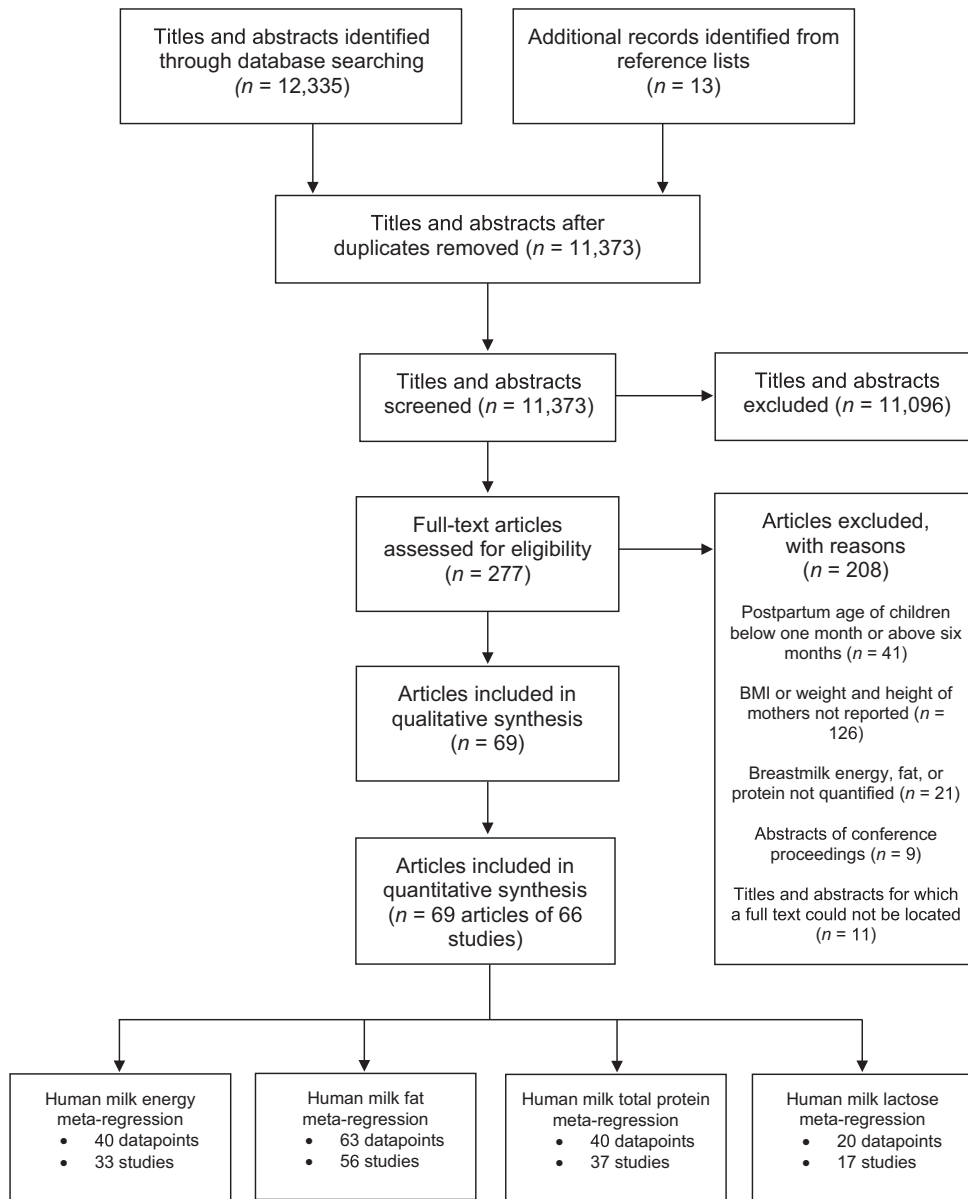 Titles and abstracts identified
through database searching
(n = 12,335)
Additional records identified from
reference lists
(n = 13)
Titles and abstracts after
duplicates removed (n = 11,373)
Titles and abstracts
screened (n = 11,373)
Titles and abstracts
excluded (n = 11,096)
Full-text articles
assessed for eligibility
(n = 277)
Articles excluded,
with reasons
(n = 208)
Postpartum age of children
below one month or above six
months (n = 41)
BMI or weight and height of
mothers not reported (n =
126)
Breastmilk energy, fat, or
protein not quantified (n = 21)
Abstracts of conference
proceedings (n = 9)
Titles and abstracts for which
a full text could not be located
(n = 11)
Articles included in
qualitative synthesis
(n = 69)
Articles included in
quantitative synthesis
(n = 69 articles of 66
studies)
Human milk energy
meta-regression
• 40 datapoints
• 33 studies
Human milk fat
meta-regression
• 63 datapoints
• 56 studies
Human milk total protein
meta-regression
• 40 datapoints
• 37 studies
Human milk lactose
meta-regression
• 20 datapoints
• 17 studies